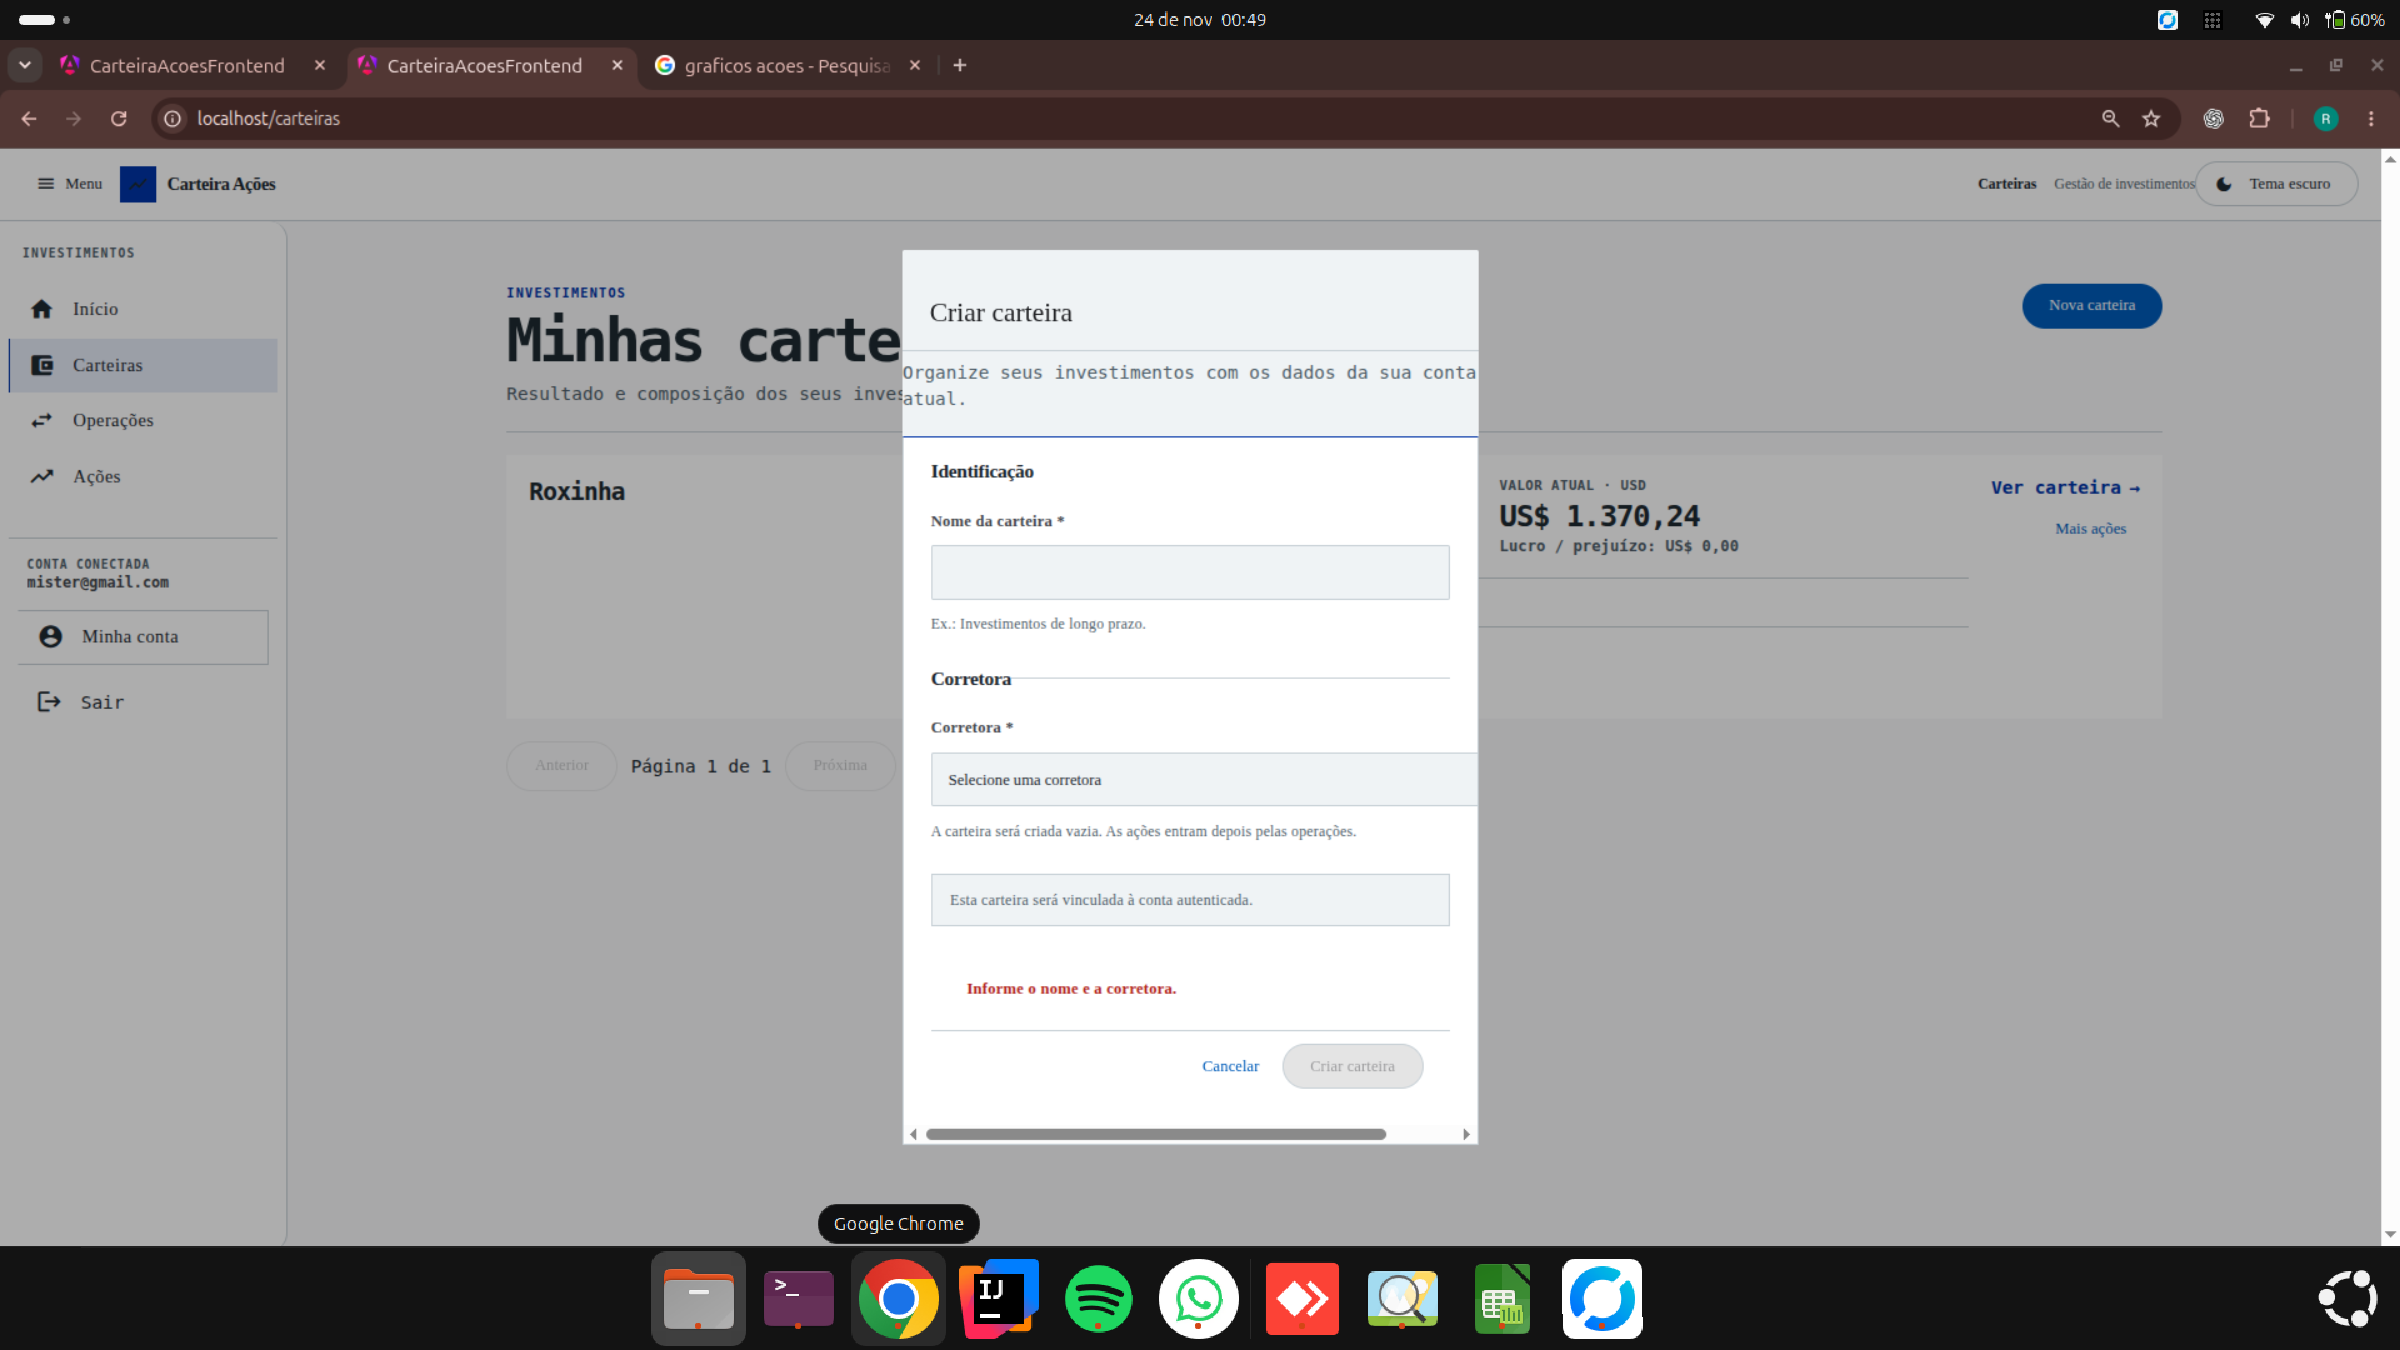 24 de nov 00:49
60%
CarteiraAcoesFrontend
CarteiraAcoesFrontend
graficos acoes - Pesquisa
localhost/carteiras
R
Menu
Carteira Ações
Carteiras
Gestão de investimentos
Tema escuro
INVESTIMENTOS
Início
Carteiras
Operações
Ações
CONTA CONECTADA
mister@gmail.com
Minha conta
Sair
INVESTIMENTOS
Minhas carte
Resultado e composição dos seus inves
Nova carteira
Roxinha
VALOR ATUAL · USD
US$ 1.370,24
Lucro / prejuízo: US$ 0,00
Ver carteira →
Mais ações
Anterior
Página 1 de 1
Próxima
Criar carteira
Organize seus investimentos com os dados da sua conta
atual.
Identificação
Nome da carteira *
Ex.: Investimentos de longo prazo.
Corretora
Corretora *
Selecione uma corretora
A carteira será criada vazia. As ações entram depois pelas operações.
Esta carteira será vinculada à conta autenticada.
Informe o nome e a corretora.
Cancelar
Criar carteira
Google Chrome
>_
IJ